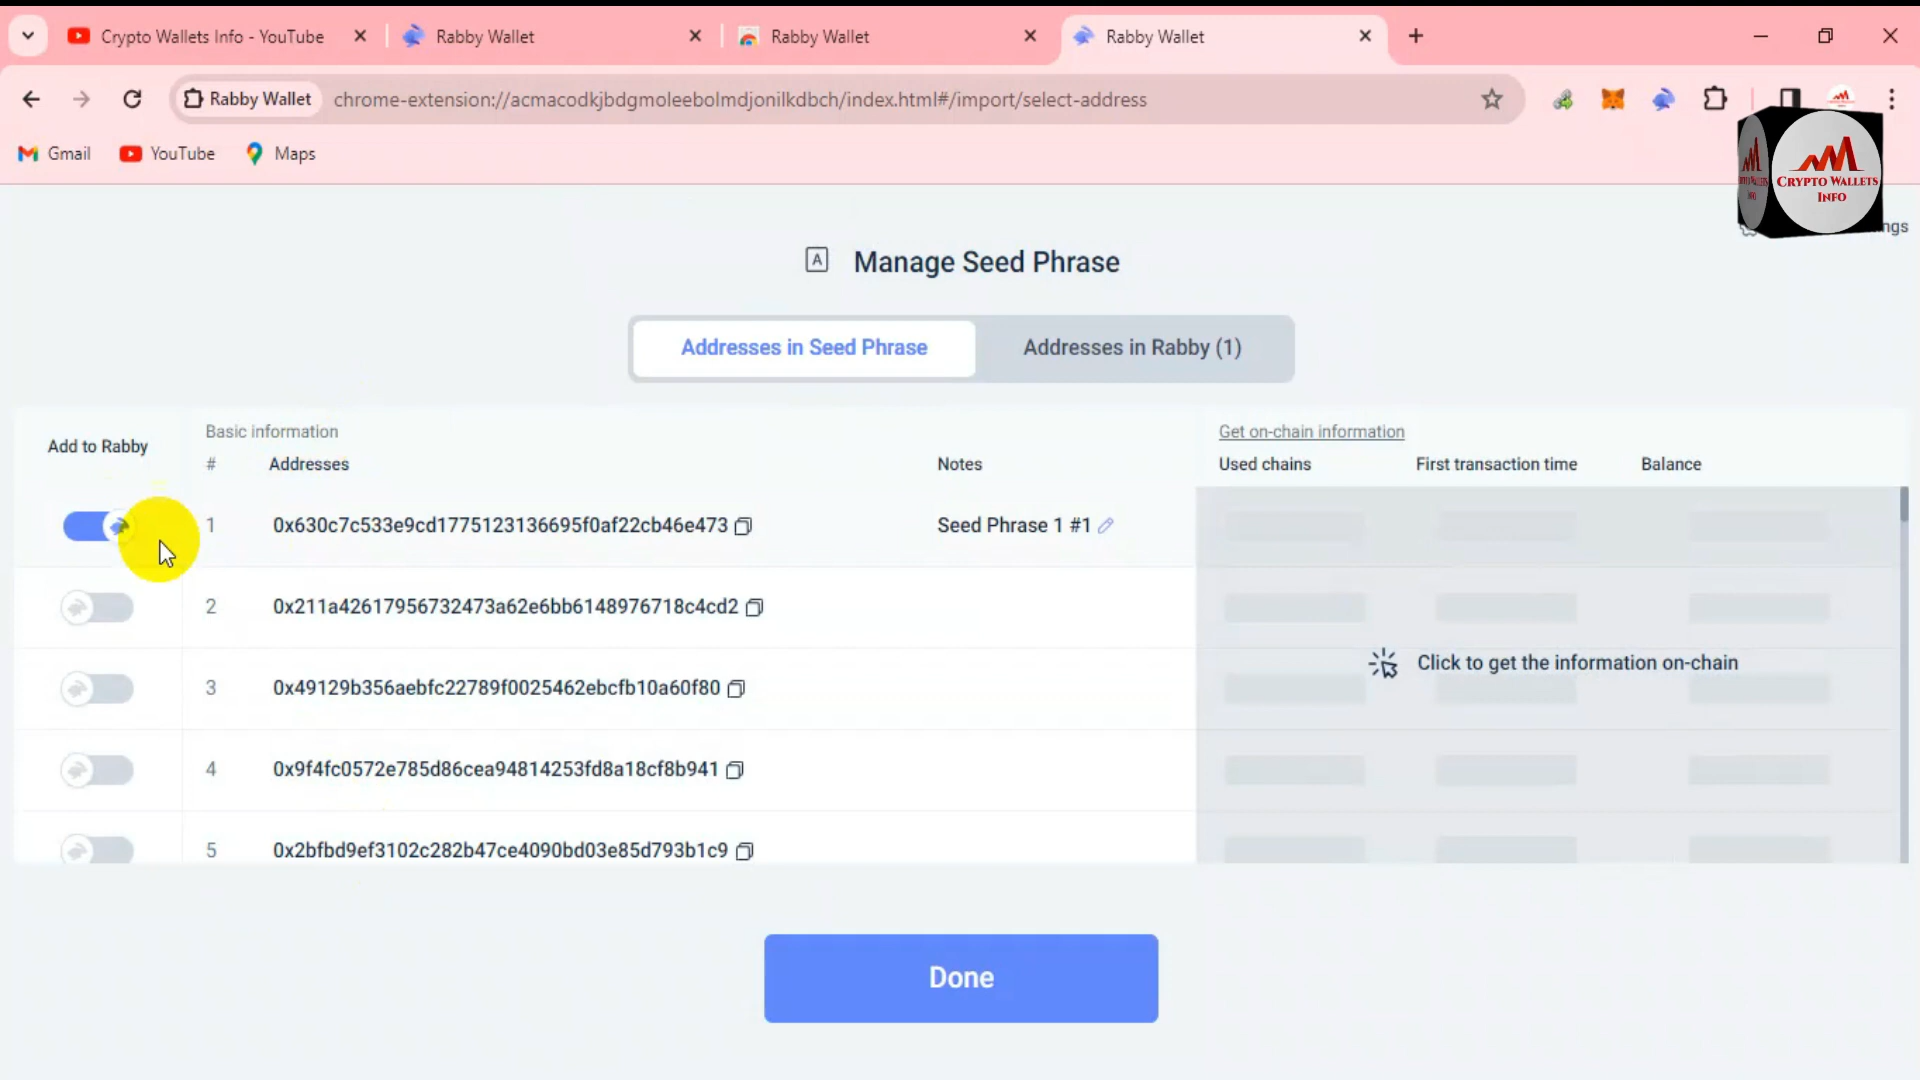 Crypto Wallets Info - YouTube
Rabby Wallet
Rabby Wallet
Rabby Wallet
Rabby Wallet
chrome-extension://acmacodkjbdgmoleebolmdjonilkdbch/index.html#/import/select-address
Gmail
YouTube
Maps
CRYPTO WALLETS
INFO
Manage Seed Phrase
Addresses in Seed Phrase
Addresses in Rabby (1)
Add to Rabby
Basic information
Get on-chain information
#
Addresses
Notes
Used chains
First transaction time
Balance
1
0x630c7c533e9cd1775123136695f0af22cb46e473
Seed Phrase 1 #1
2
0x211a42617956732473a62e6bb6148976718c4cd2
Click to get the information on-chain
3
0x49129b356aebfc22789f0025462ebcfb10a60f80
4
0x9f4fc0572e785d86cea94814253fd8a18cf8b941
5
0x2bfbd9ef3102c282b47ce4090bd03e85d793b1c9
Done